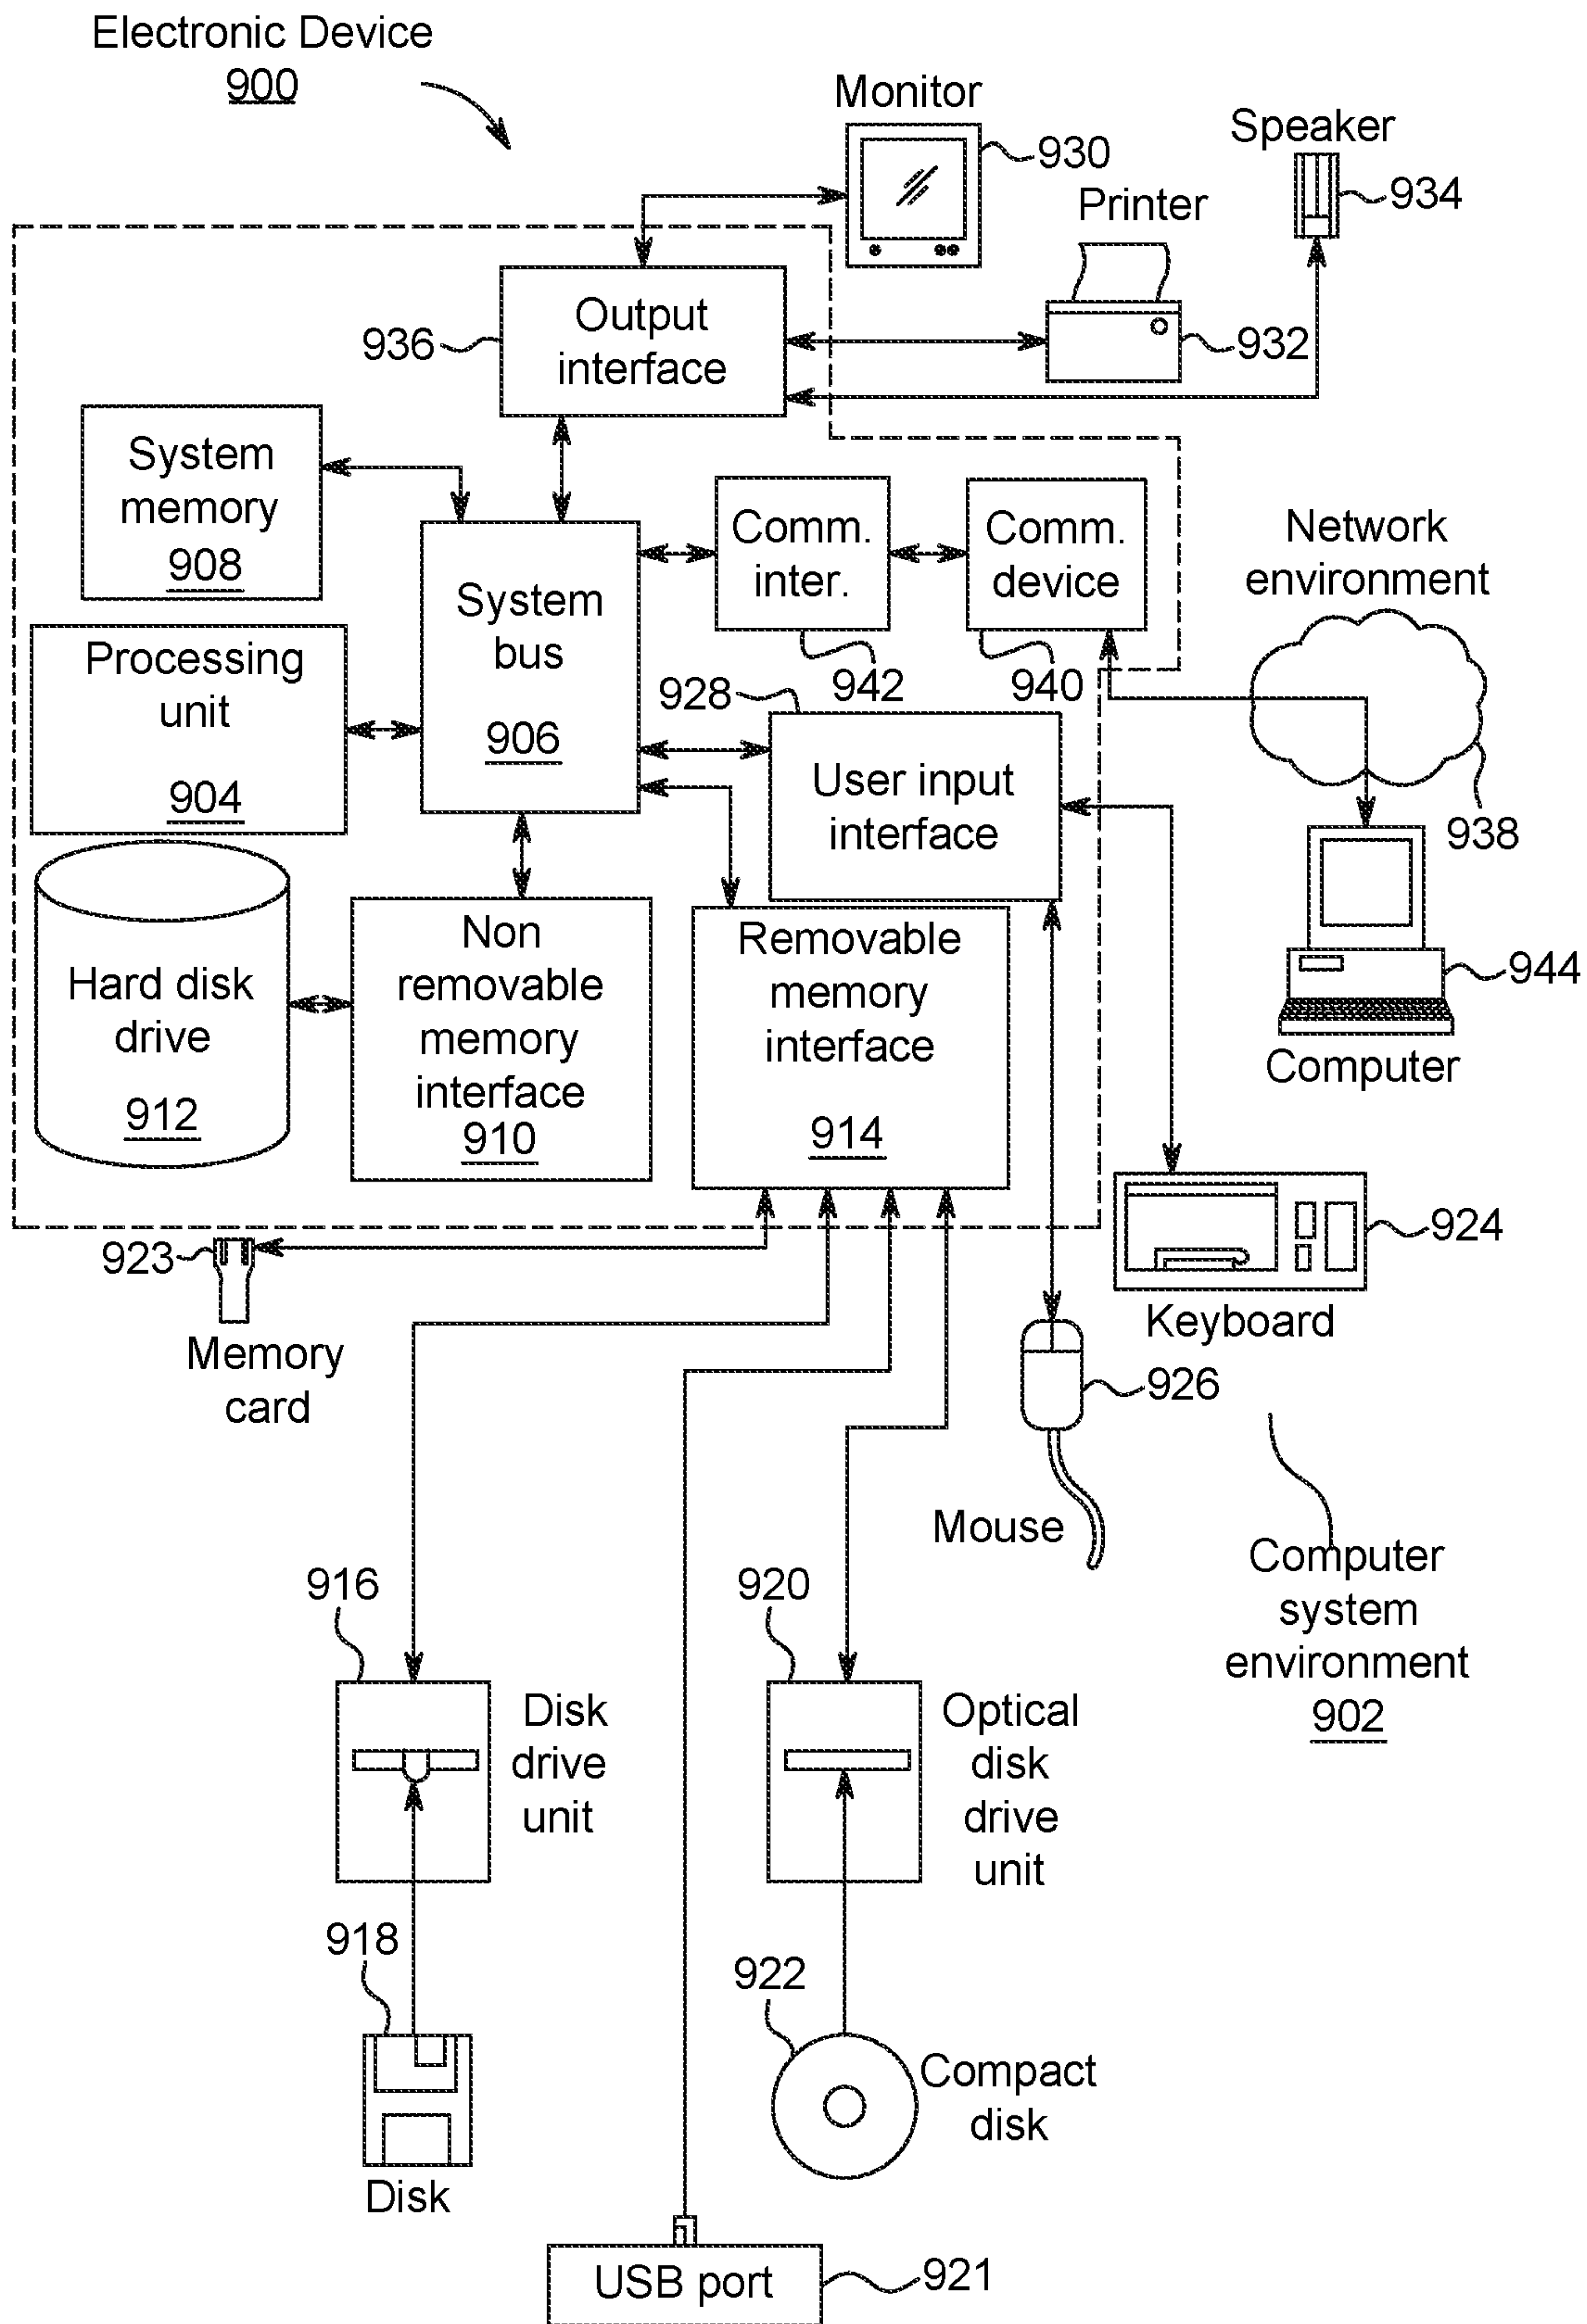 Electronic Device
900
Monitor
930
Speaker
934
Printer
932
Output
interface
936
System
memory
908
System
bus
906
Comm.
inter.
942
Comm.
device
940
Network
environment
938
Processing
unit
904
928
User input
interface
944
Computer
Hard disk
drive
912
Non
removable
memory
interface
910
Removable
memory
interface
914
923
Memory
card
924
Keyboard
926
Mouse
Computer
system
environment
902
916
Disk
drive
unit
920
Optical
disk
drive
unit
918
Disk
922
Compact
disk
USB port
921